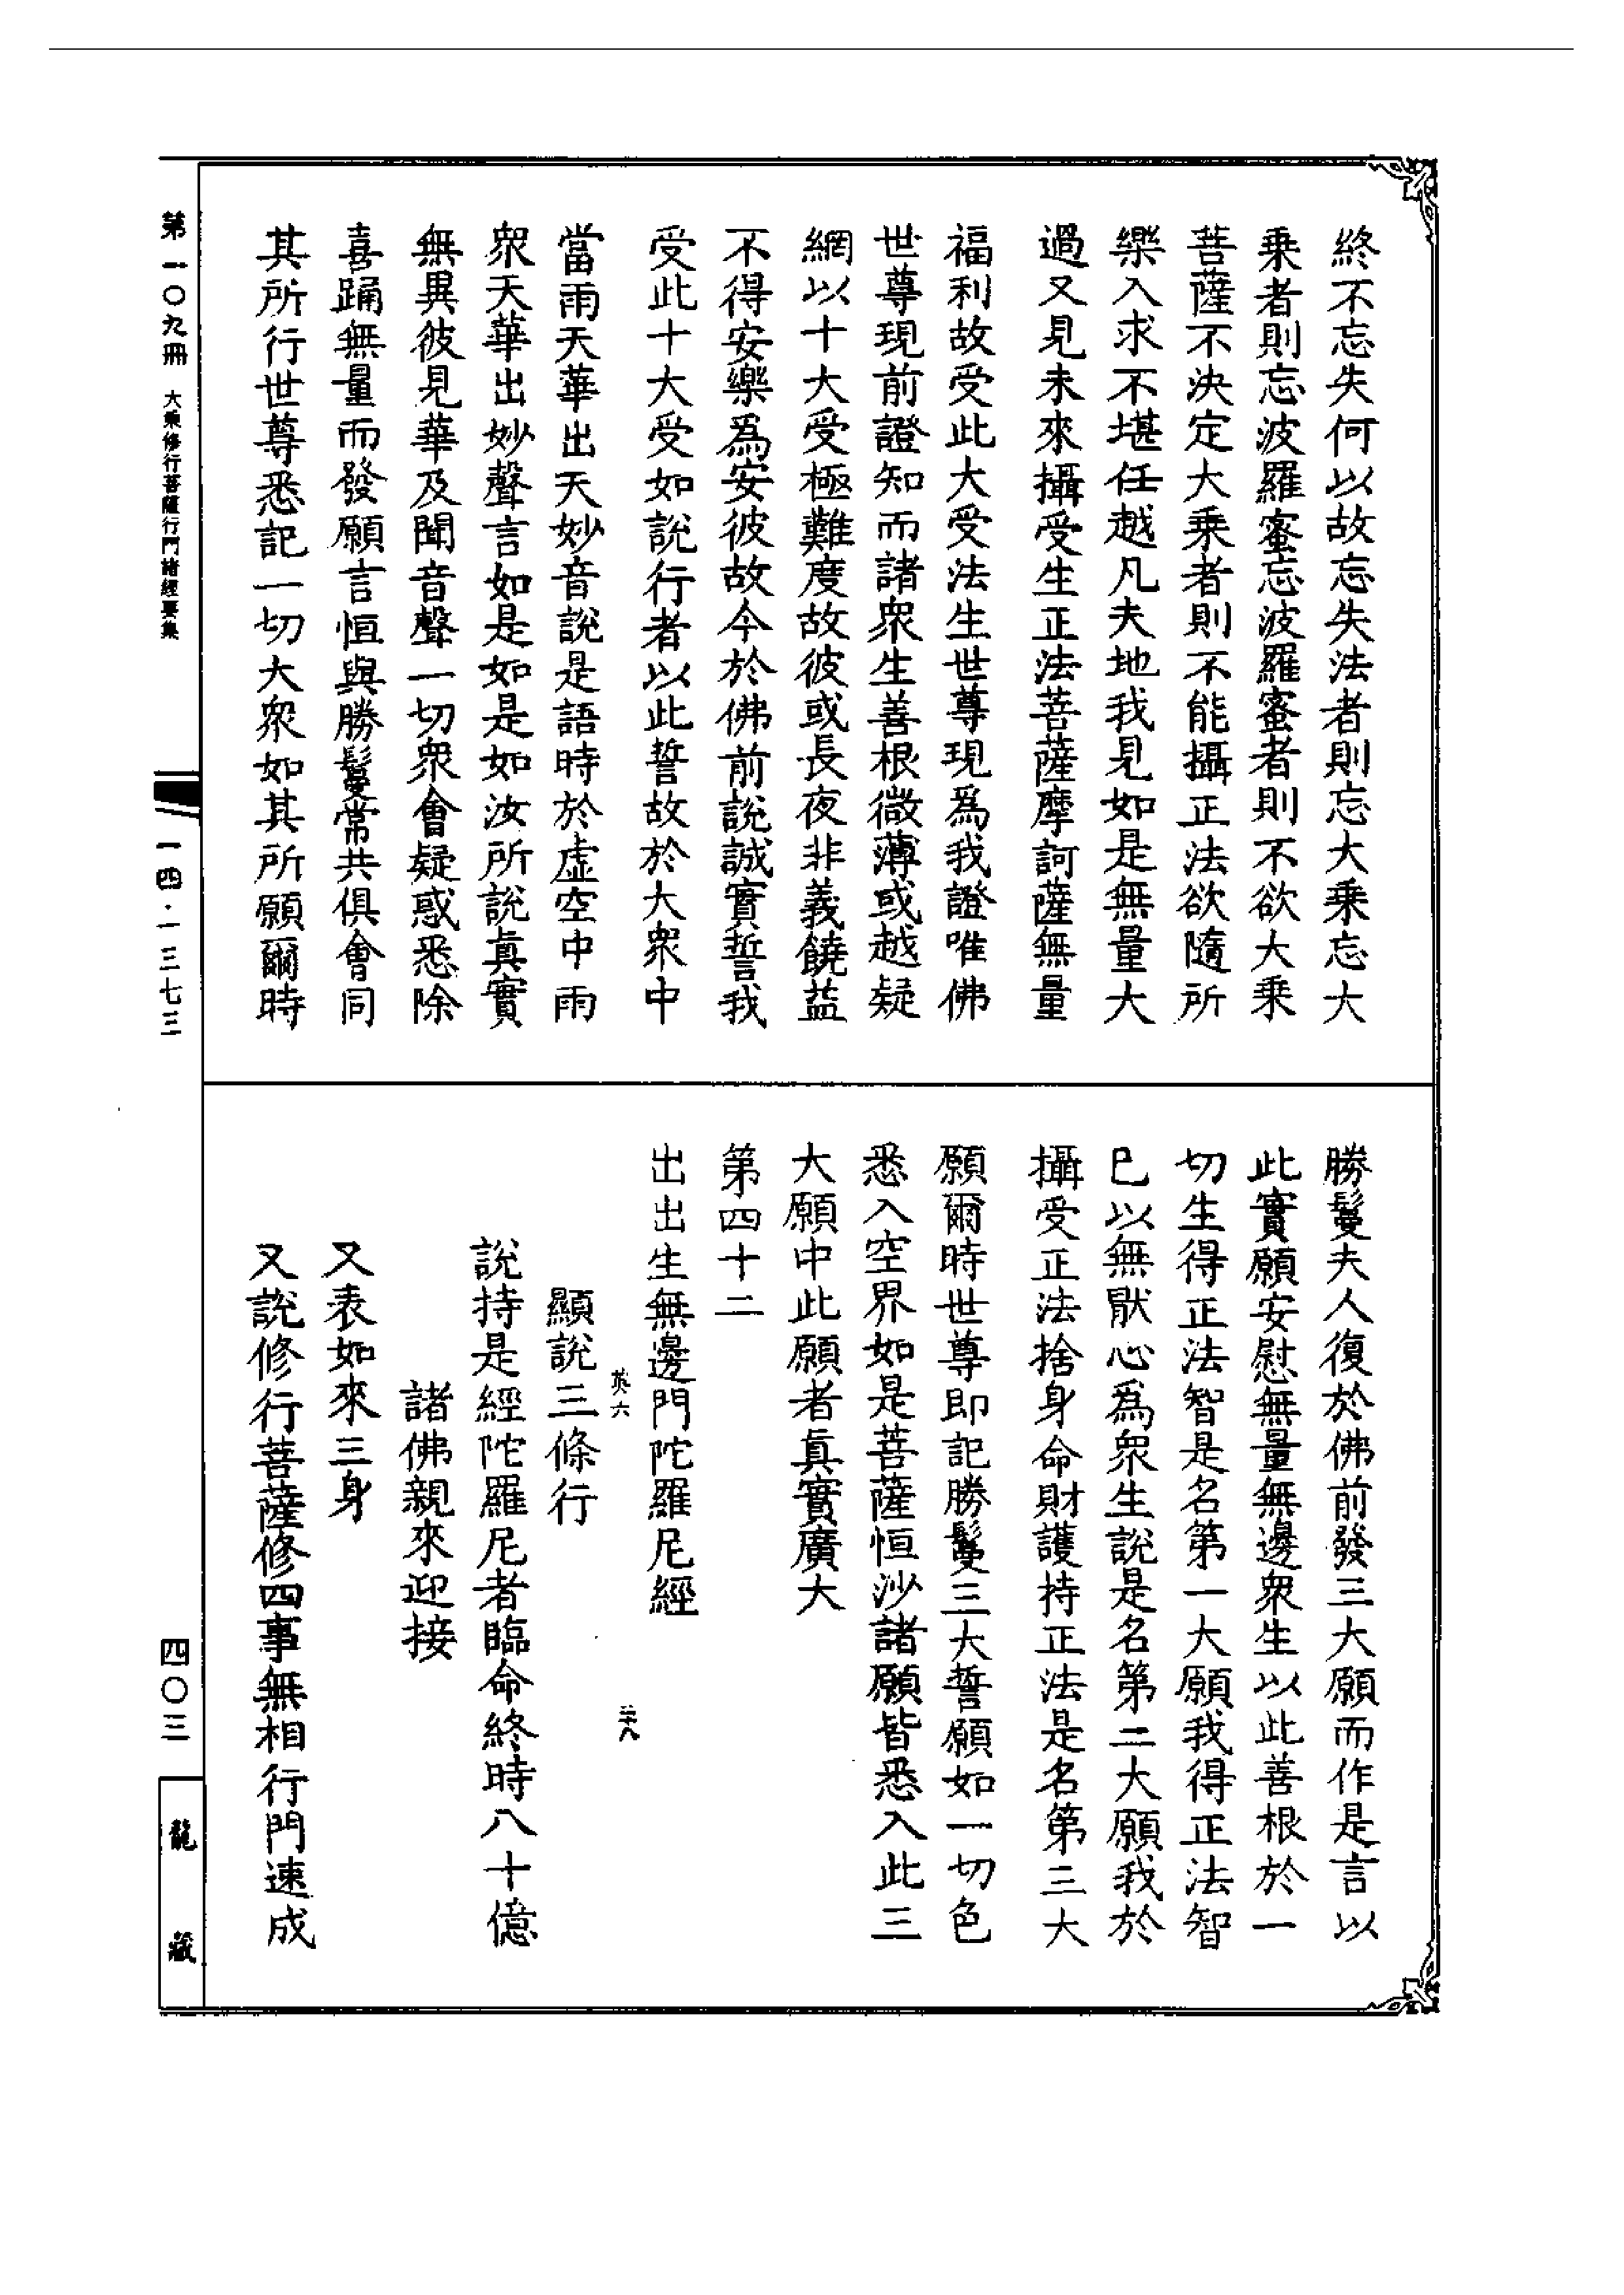 終不忘失何以故忘失法者則忘大乘忘大
乘者則忘波羅蜜忘波羅蜜者則不欲大乘
菩薩不決定大乘者則不能攝正法欲隨所
樂入求不堪任越凡夫地我見如是無量大
過又見未來攝受生正法菩薩摩訶薩無量
福利故受此大受法生世尊現為我證唯佛
世尊現前證知而諸眾生善根微薄或越疑
網以十大受極難度故彼或長夜非義饒益
不得安樂為安彼故今於佛前說誠實誓我
受此十大受如說行者以此誓故於大眾中
當雨天華出天妙音說是語時於虛空中雨
眾天華出妙聲言如是如是如汝所說真實
無異彼見華及聞音聲一切眾會疑惑悉除
喜踊無量而發願言恒與勝鬘常共俱會同
其所行世尊悉記一切大眾如其所願爾時
勝鬘夫人復於佛前發三大願而作是言以
此實願安慰無量無邊眾生以此善根於一
切生得正法智是名第一大願我得正法智
已以無猒心為眾生說是名第二大願我於
攝受正法捨身命財護持正法是名第三大
願爾時世尊即記勝鬘三大誓願如一切色
悉入空界如是菩薩恒沙諸願皆悉入此三
大願中此願者真實廣大
第四十二
出出生無邊門陀羅尼經
英六 三十八
顯說三條行
說持是經陀羅尼者臨命終時八十億
諸佛親來迎接
又表如來三身
又說修行菩薩修四事無相行門速成
第一〇九冊 大乘修行菩薩行門諸經要集
一四·一三七三
四〇三
龍藏